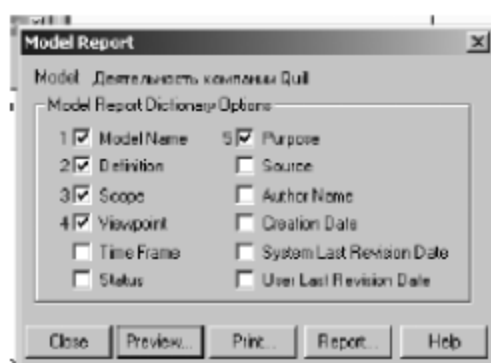 Model Report
Model: Деятельность компании Quill
Model Report Dictionary Options
1 Model Name
2 Definition
3 Scope
4 Viewpoint
Time Frame
Status
5 Purpose
Source
Author Name
Creation Date
System Last Revision Date
User Last Revision Date
Close Preview... Print... Report... Help